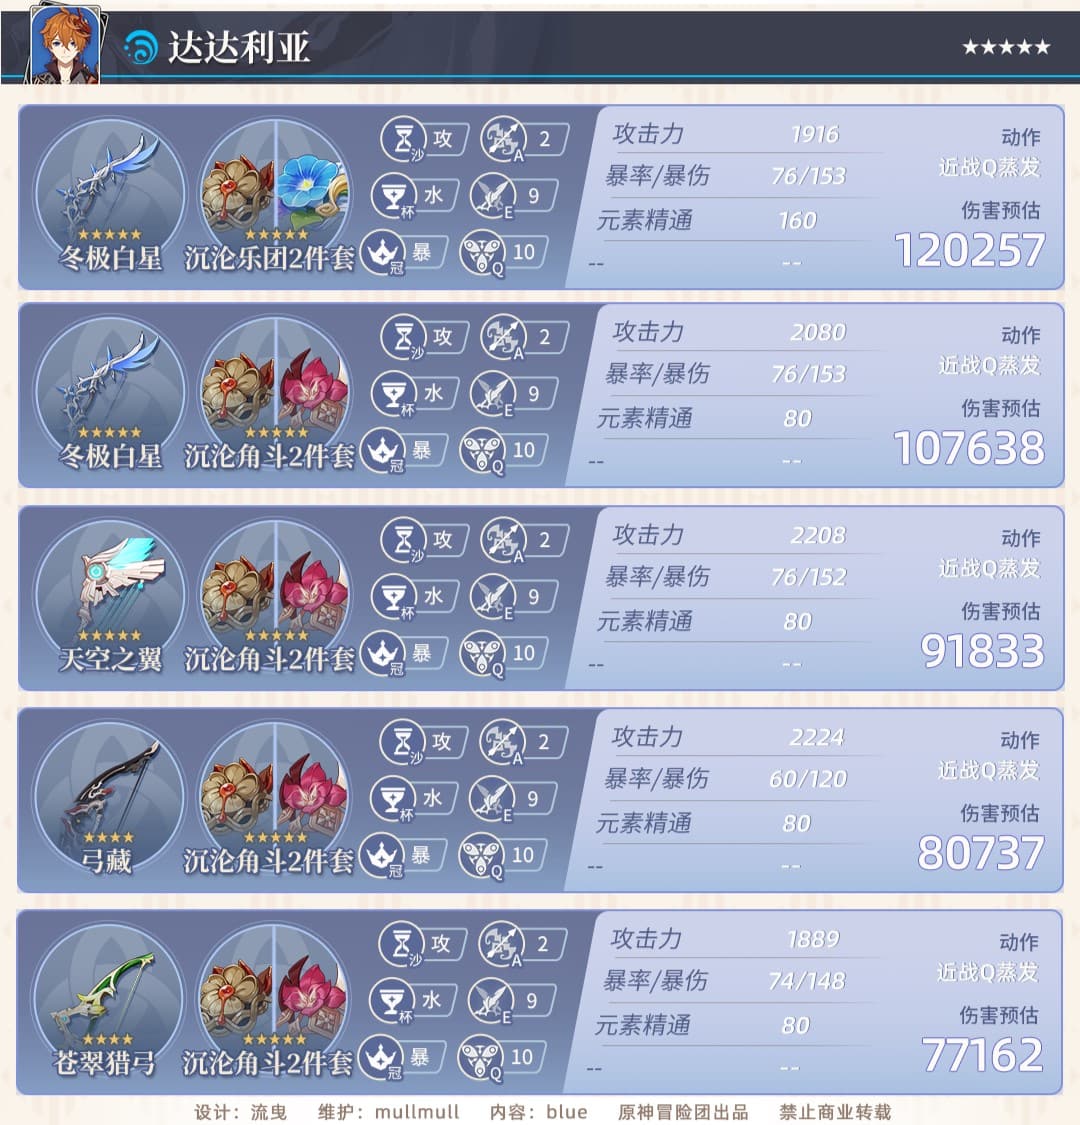 达达利亚
冬极白星
沉沦乐团2件套
沙 攻 A 2
杯 水 E 9
冠 暴 Q 10
攻击力 1916
暴率/暴伤 76/153
元素精通 160
-- --
动作
近战Q蒸发
伤害预估
120257
冬极白星
沉沦角斗2件套
沙 攻 A 2
杯 水 E 9
冠 暴 Q 10
攻击力 2080
暴率/暴伤 76/153
元素精通 80
-- --
动作
近战Q蒸发
伤害预估
107638
天空之翼
沉沦角斗2件套
沙 攻 A 2
杯 水 E 9
冠 暴 Q 10
攻击力 2208
暴率/暴伤 76/152
元素精通 80
-- --
动作
近战Q蒸发
伤害预估
91833
弓藏
沉沦角斗2件套
沙 攻 A 2
杯 水 E 9
冠 暴 Q 10
攻击力 2224
暴率/暴伤 60/120
元素精通 80
-- --
动作
近战Q蒸发
伤害预估
80737
苍翠猎弓
沉沦角斗2件套
沙 攻 A 2
杯 水 E 9
冠 暴 Q 10
攻击力 1889
暴率/暴伤 74/148
元素精通 80
-- --
动作
近战Q蒸发
伤害预估
77162
设计：流曳 维护：mullmull 内容：blue 原神冒险团出品 禁止商业转载